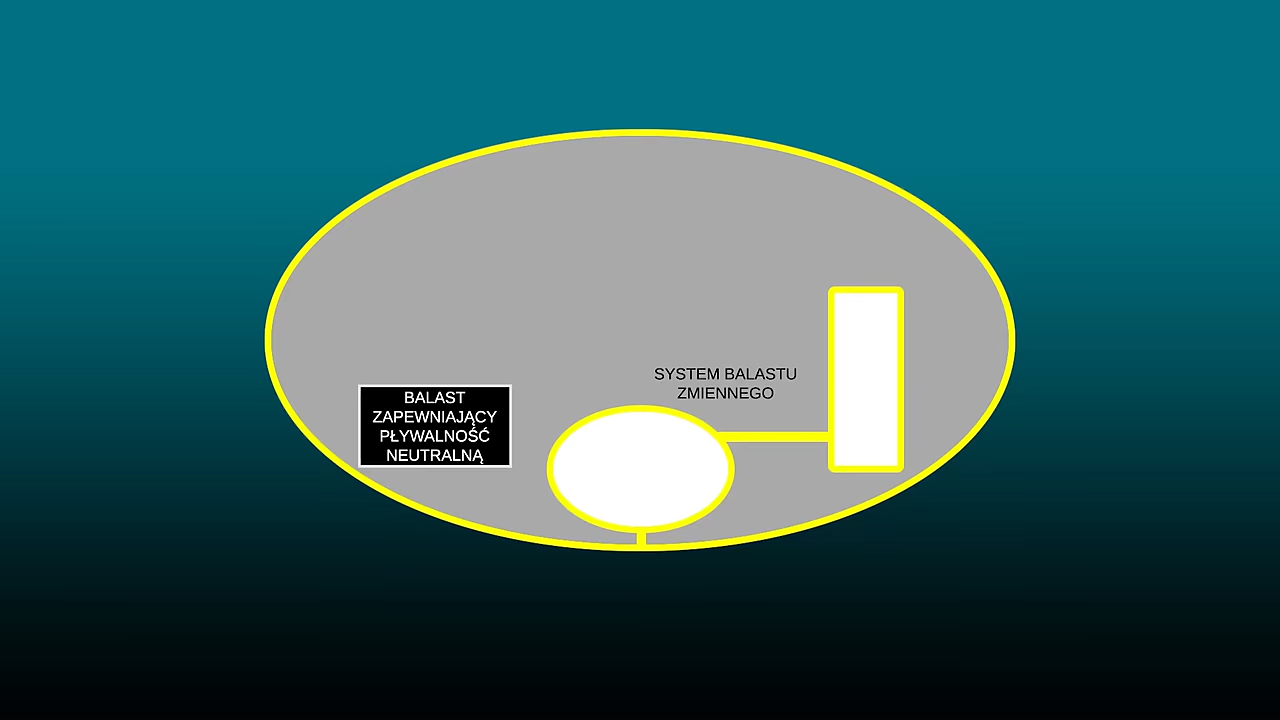 SYSTEM BALASTU
ZMIENNEGO
BALAST
ZAPEWNIAJĄCY
PŁYWALNOŚĆ
NEUTRALNĄ